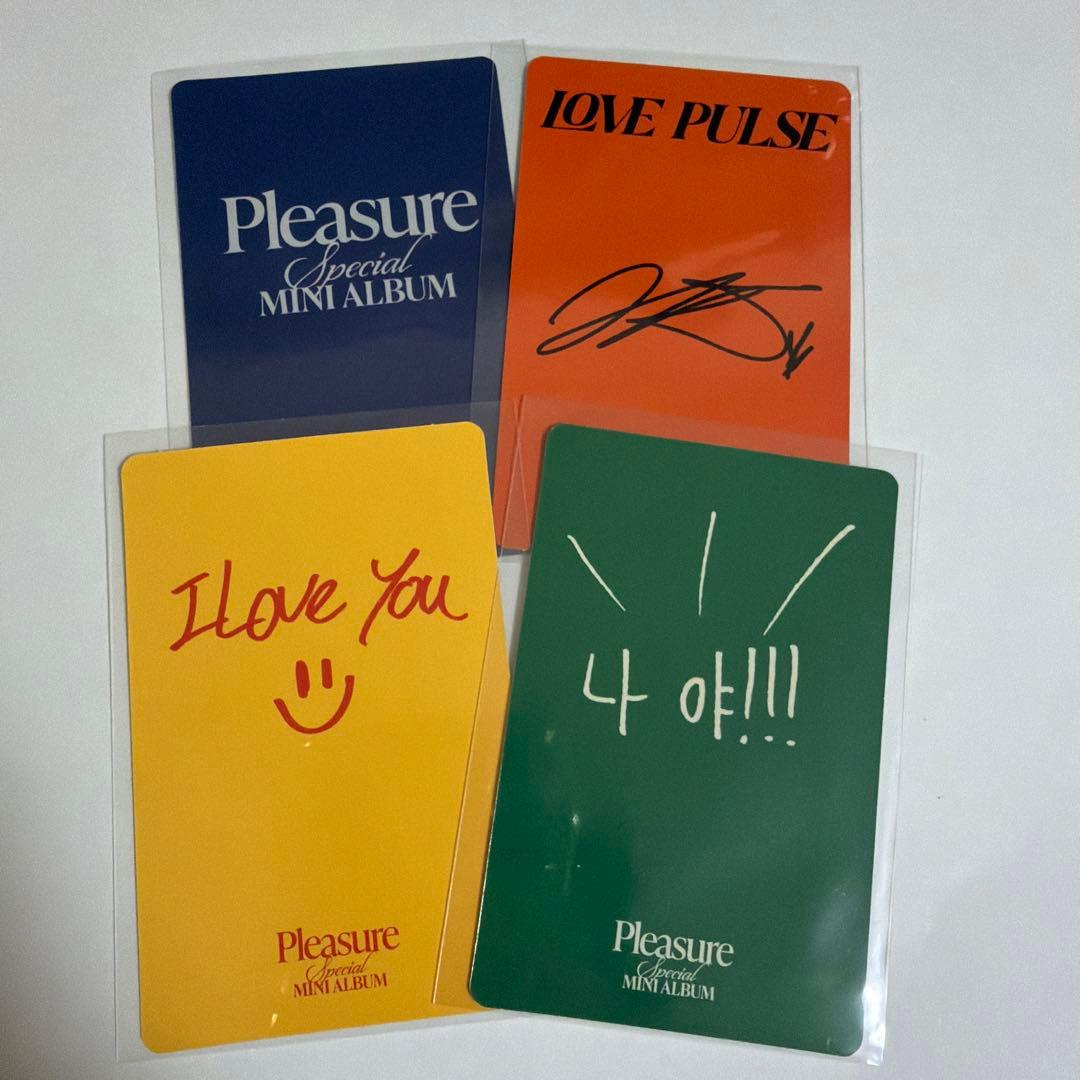 Pleasure
Special
MINI ALBUM
LOVE PULSE
I Love You
Pleasure
Special
MINI ALBUM
나 야!!!
Pleasure
Special
MINI ALBUM